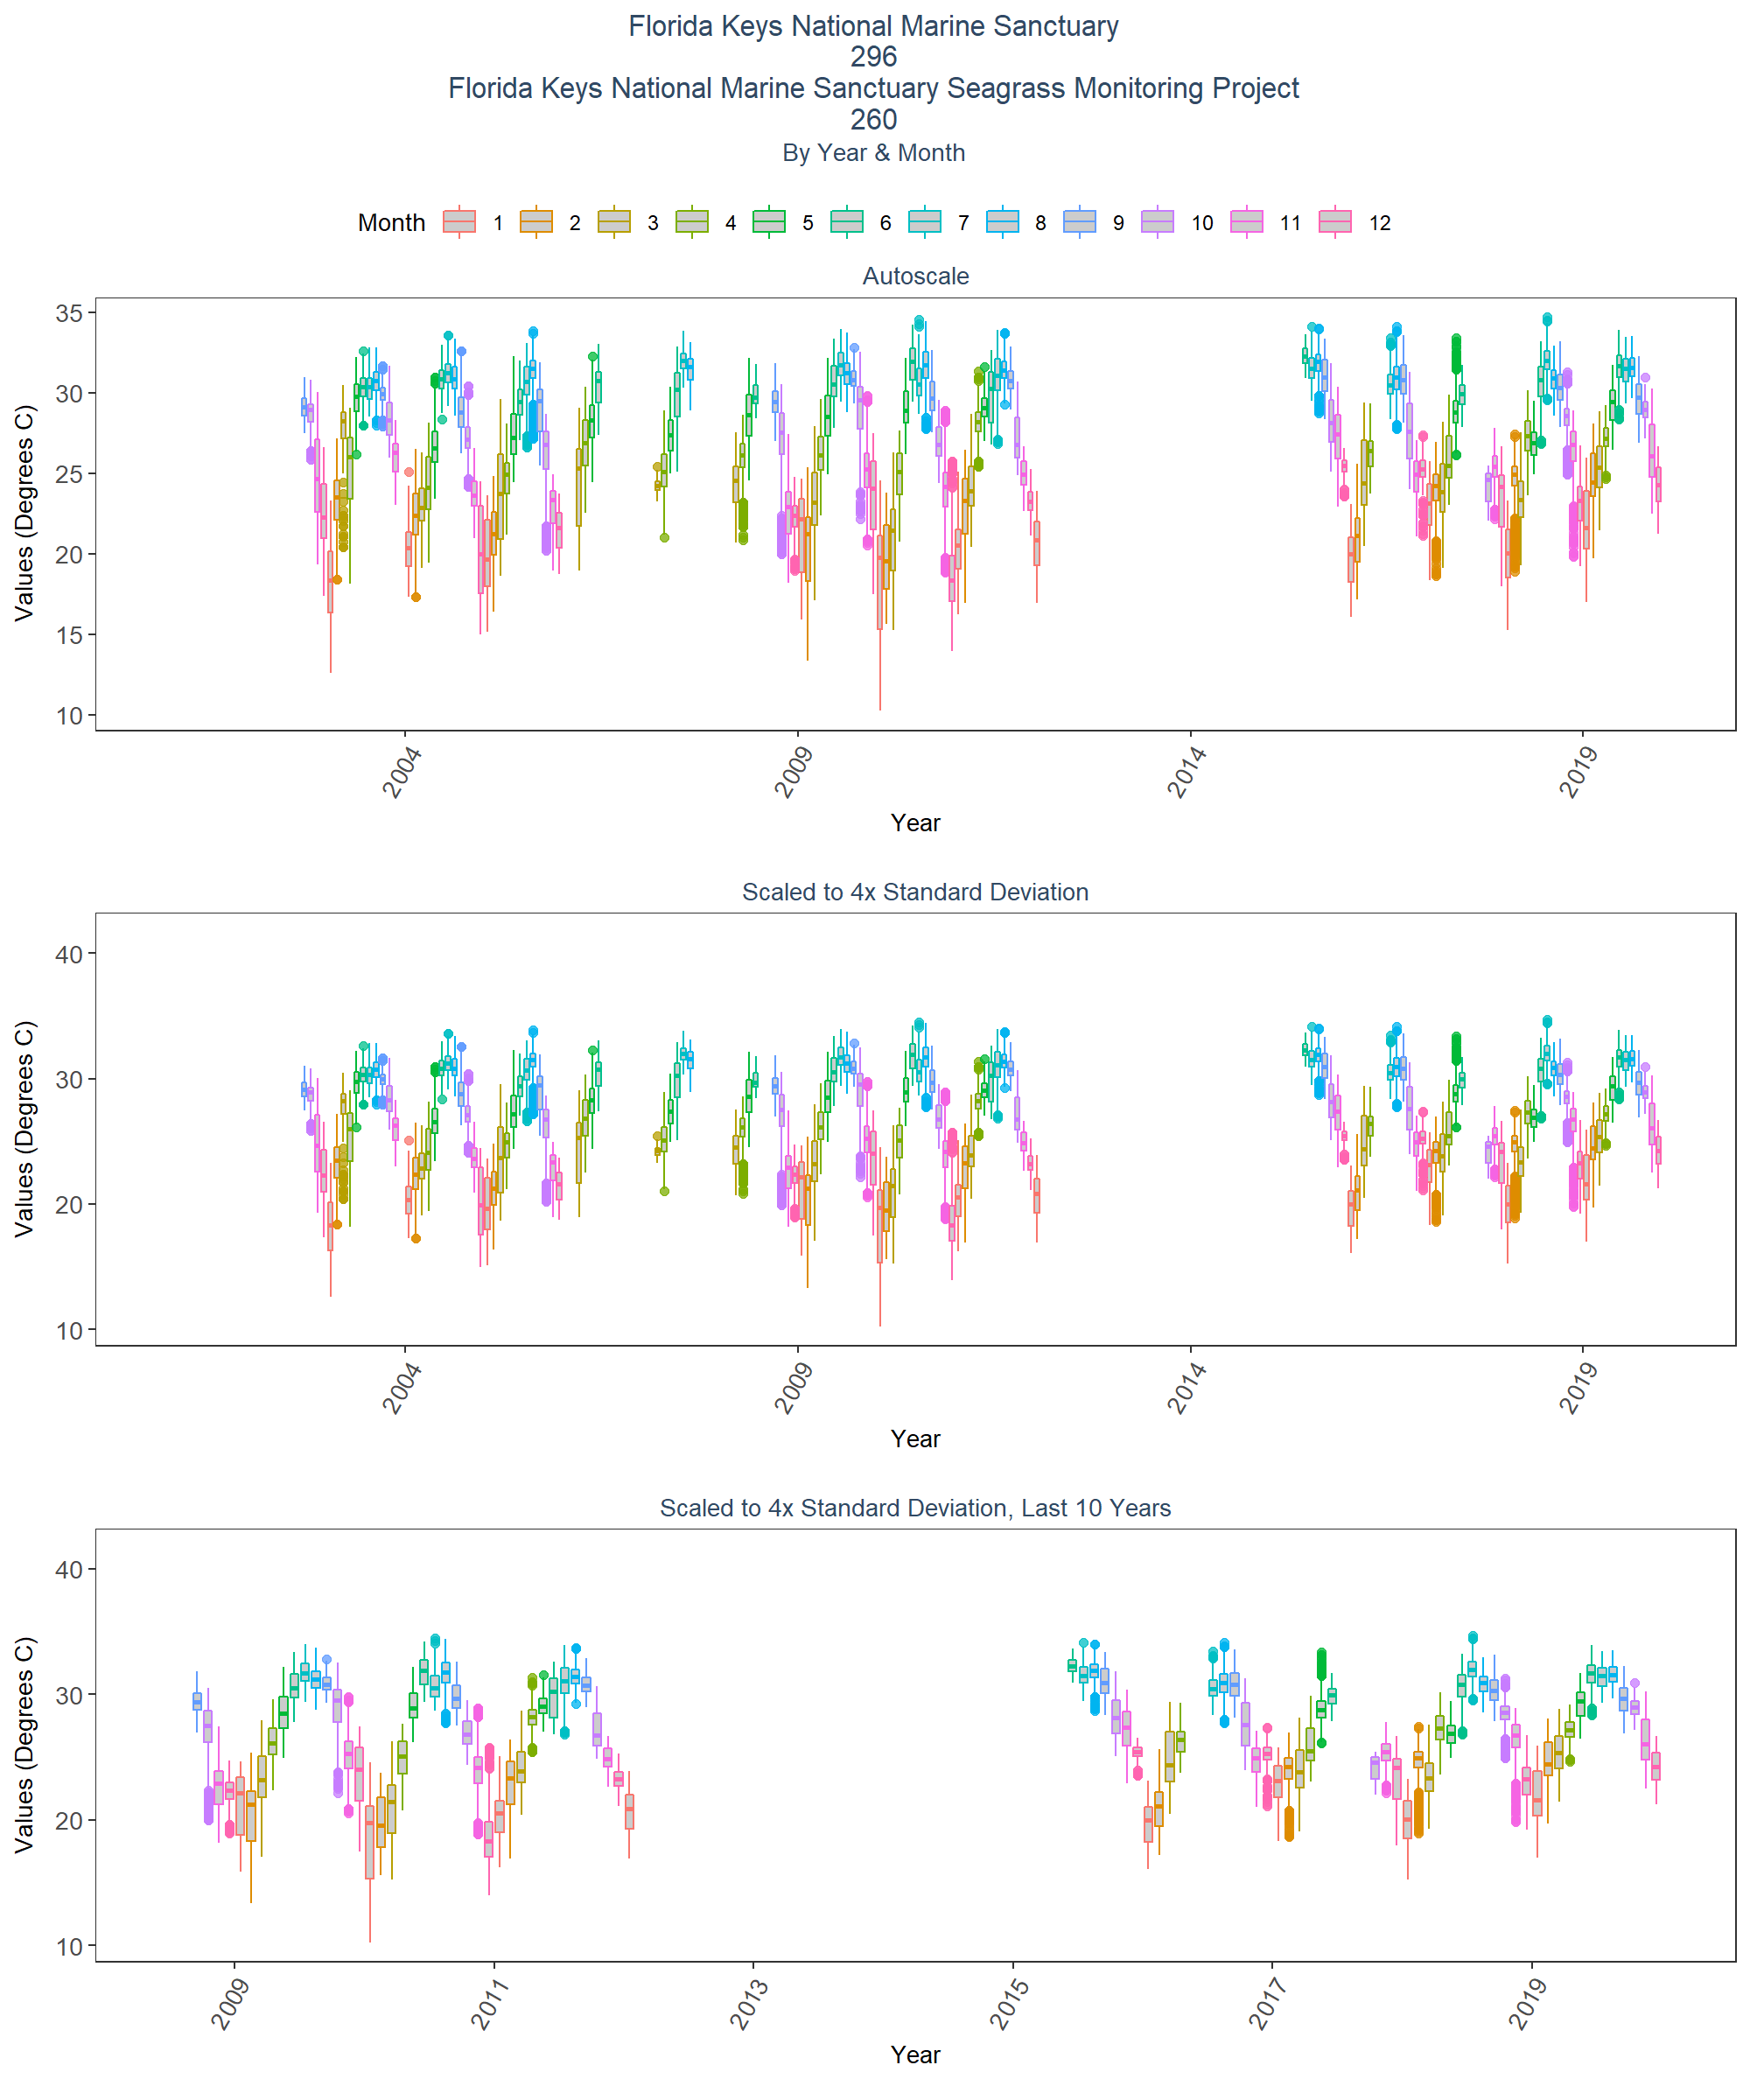 Florida Keys National Marine Sanctuary
296
Florida Keys National Marine Sanctuary Seagrass Monitoring Project
260
By Year & Month
Month 1 2 3 4 5 6 7 8 9 10 11 12
Autoscale
Values (Degrees C)
35
30
25
20
15
10
2004 2009 2014 2019
Year
Scaled to 4x Standard Deviation
Values (Degrees C)
40
30
20
10
2004 2009 2014 2019
Year
Scaled to 4x Standard Deviation, Last 10 Years
Values (Degrees C)
40
30
20
10
2009 2011 2013 2015 2017 2019
Year